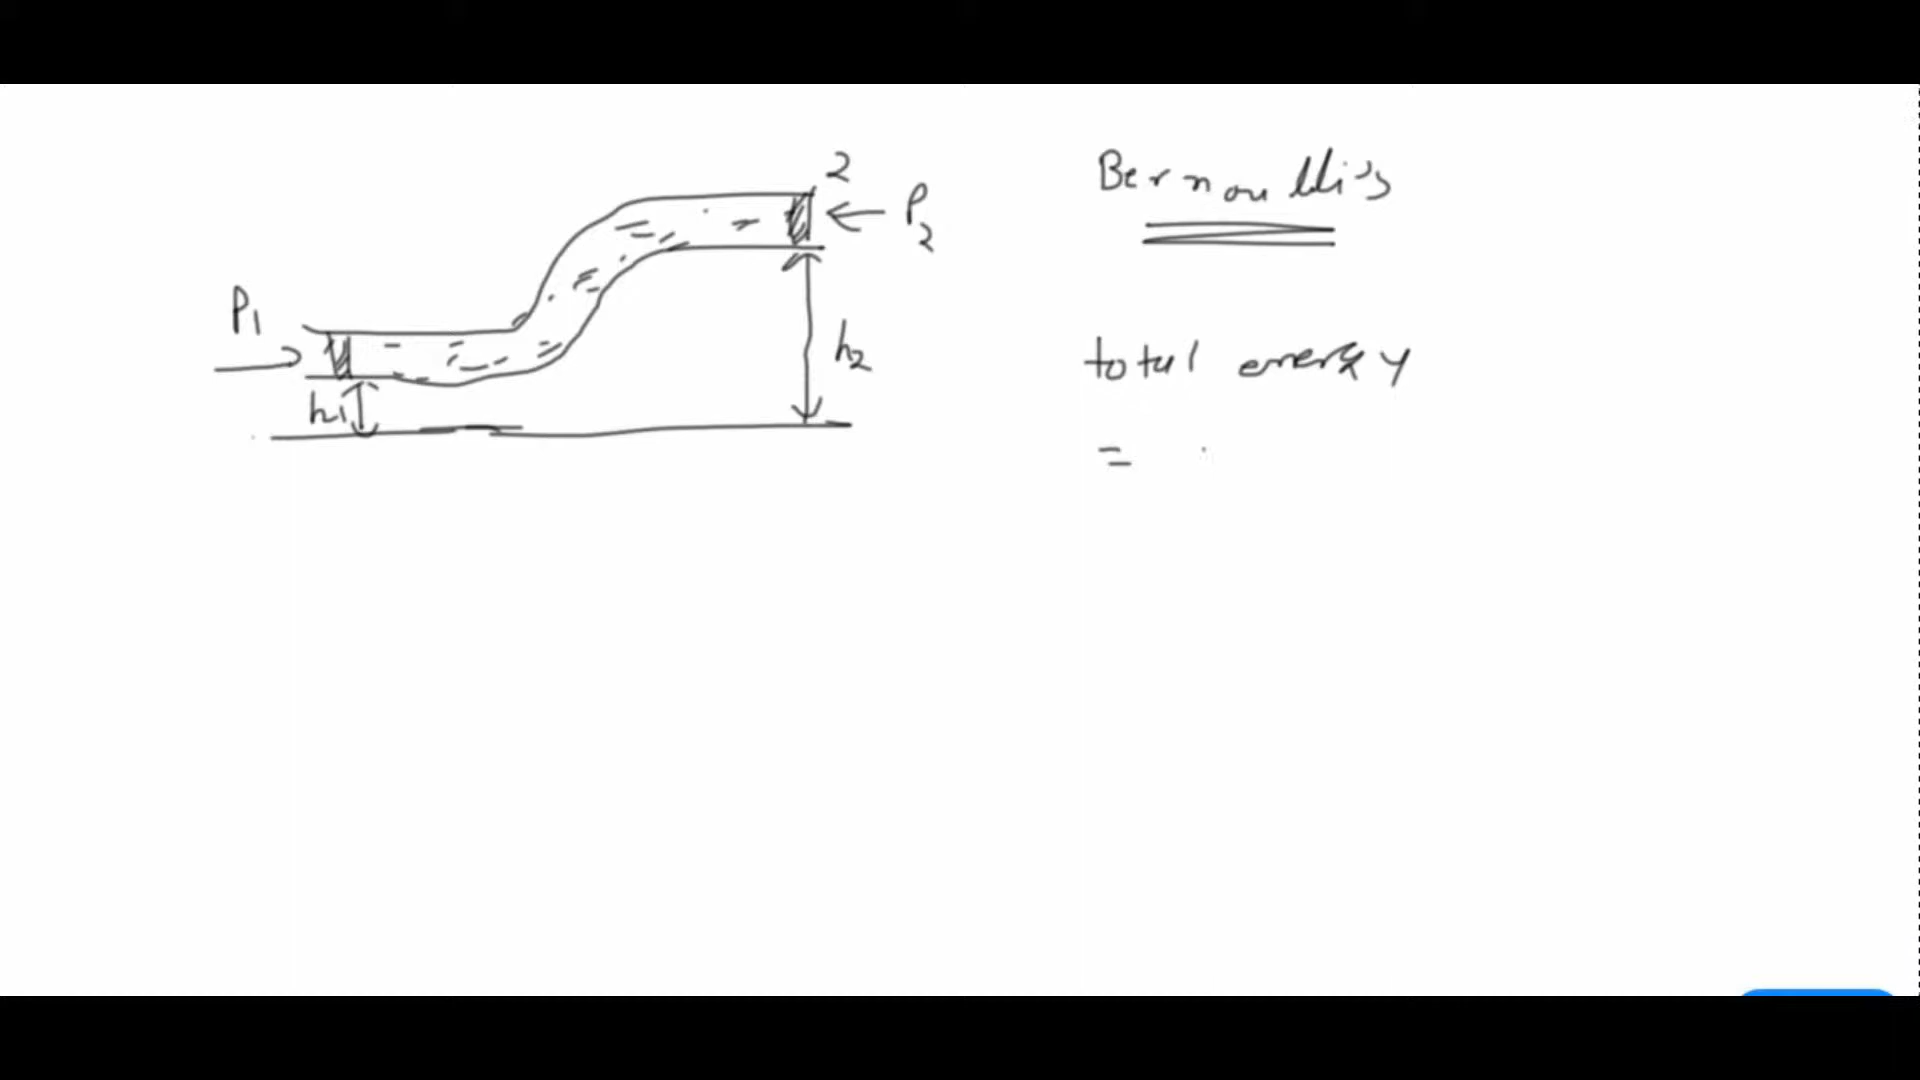 2
P2
Bernoulli's
P1
h2
total energy
h1
=